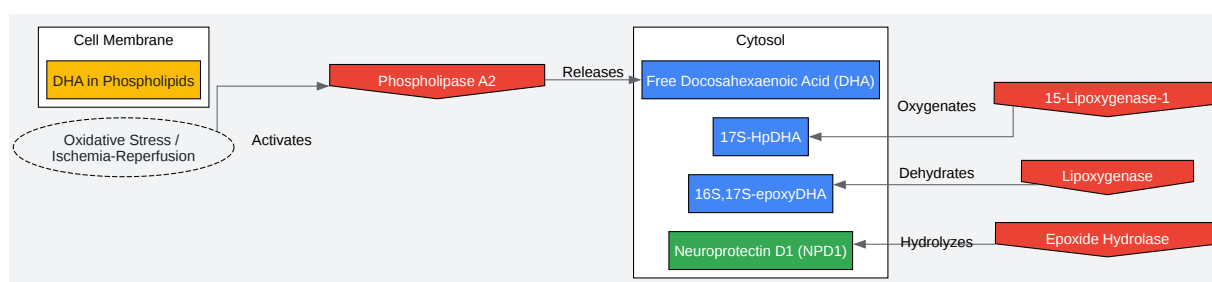 Cell Membrane
DHA in Phospholipids
Oxidative Stress /
Ischemia-Reperfusion
Activates
Phospholipase A2
Releases
Cytosol
Free Docosahexaenoic Acid (DHA)
17S-HpDHA
16S,17S-epoxyDHA
Neuroprotectin D1 (NPD1)
Oxygenates
15-Lipoxygenase-1
Dehydrates
Lipoxygenase
Hydrolyzes
Epoxide Hydrolase